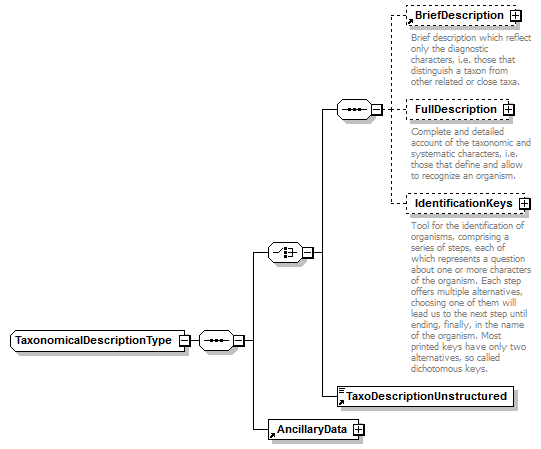 BriefDescription
Brief description which reflect
only the diagnostic
characters, i.e. those that
distinguish a taxon from
other related or close taxa.
FullDescription
Complete and detailed
account of the taxonomic and
systematic characters, i.e.
those that define and allow
to recognize an organism.
IdentificationKeys
Tool for the identification of
organisms, comprising a
series of steps, each of
which represents a question
about one or more characters
of the organism. Each step
offers multiple alternatives,
choosing one of them will
lead us to the next step until
ending, finally, in the name
of the organism. Most
printed keys have only two
alternatives, so called
dichotomous keys.
TaxonomicalDescriptionType
TaxoDescriptionUnstructured
AncillaryData